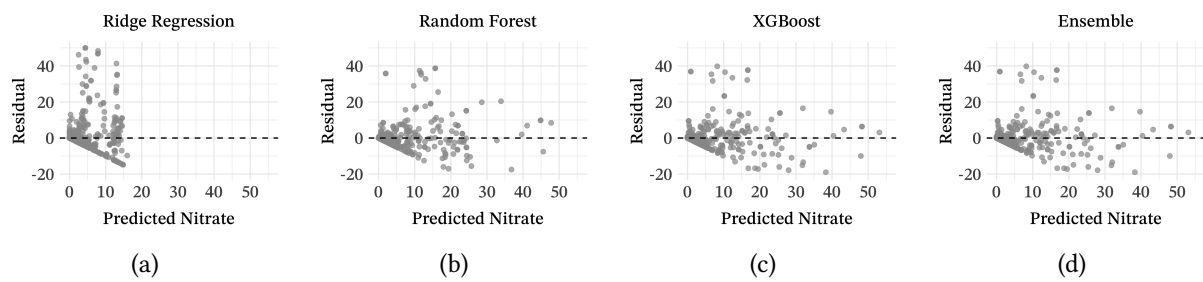 Ridge Regression
Random Forest
XGBoost
Ensemble
Residual
40
20
0
-20
0 10 20 30 40 50
Predicted Nitrate
Residual
40
20
0
-20
0 10 20 30 40 50
Predicted Nitrate
Residual
40
20
0
-20
0 10 20 30 40 50
Predicted Nitrate
Residual
40
20
0
-20
0 10 20 30 40 50
Predicted Nitrate
(a)
(b)
(c)
(d)